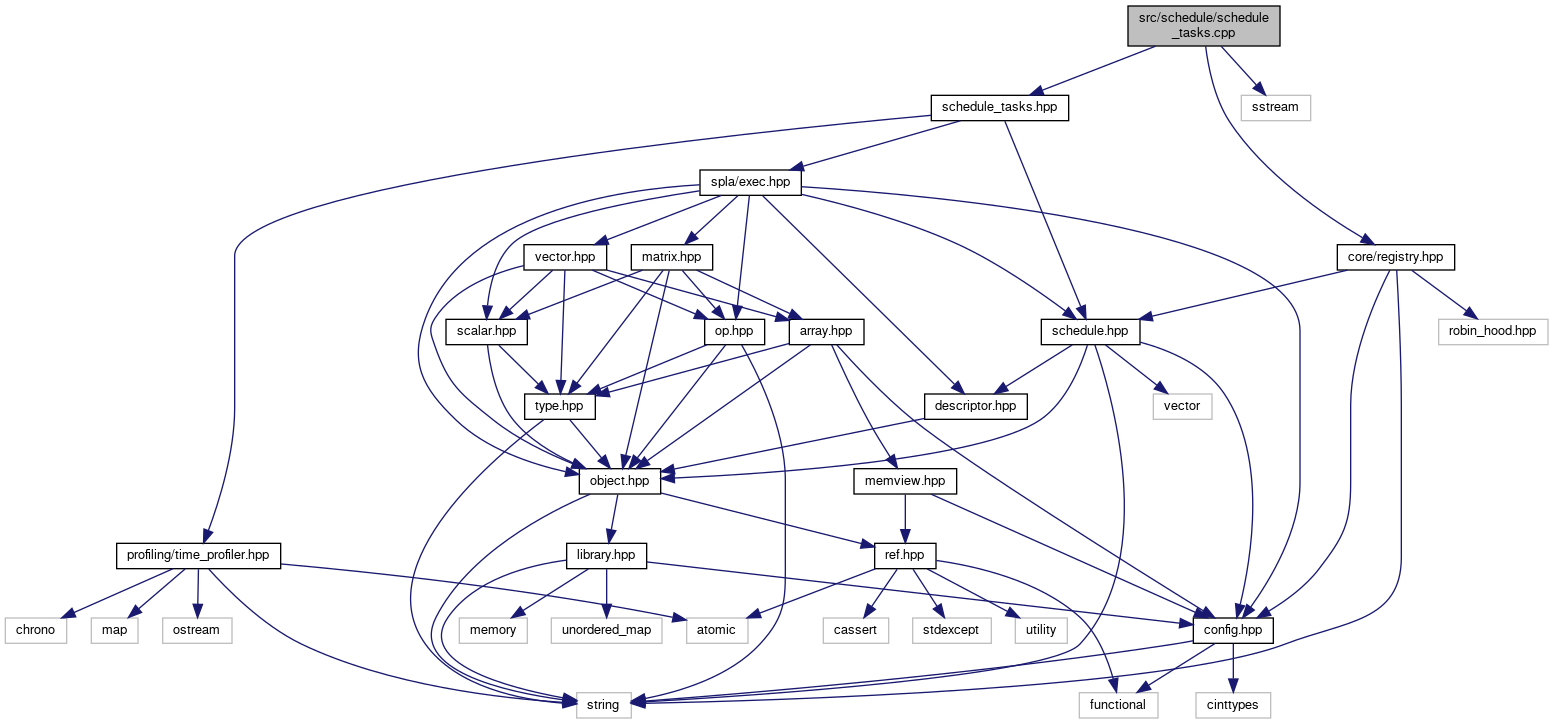 src/schedule/schedule
_tasks.cpp
schedule_tasks.hpp
sstream
spla/exec.hpp
vector.hpp
matrix.hpp
core/registry.hpp
scalar.hpp
op.hpp
array.hpp
schedule.hpp
robin_hood.hpp
type.hpp
descriptor.hpp
vector
object.hpp
memview.hpp
profiling/time_profiler.hpp
library.hpp
ref.hpp
chrono
map
ostream
memory
unordered_map
atomic
cassert
stdexcept
utility
config.hpp
string
functional
cinttypes